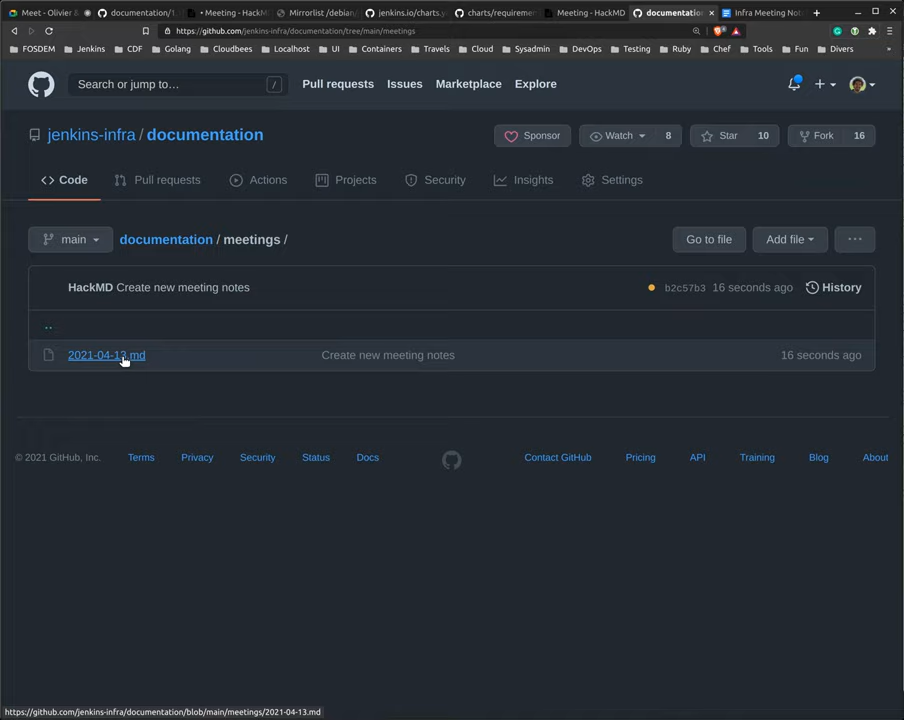 Meet - Olivier &
documentation/1.
• Meeting - HackM
Mirrorlist /debian/
jenkins.io/charts.y
charts/requiremen
Meeting - HackMD
documentatio
Infra Meeting Not
https://github.com/jenkins-infra/documentation/tree/main/meetings
FOSDEM Jenkins CDF Golang Cloudbees Localhost UI Containers Travels Cloud Sysadmin DevOps Testing Ruby Chef Tools Fun Divers »
Search or jump to… /
Pull requests Issues Marketplace Explore
jenkins-infra / documentation
Sponsor Watch 8 Star 10 Fork 16
<> Code Pull requests Actions Projects Security Insights Settings
main documentation / meetings / Go to file Add file ···
HackMD Create new meeting notes b2c57b3 16 seconds ago History
..
2021-04-13.md Create new meeting notes 16 seconds ago
© 2021 GitHub, Inc. Terms Privacy Security Status Docs Contact GitHub Pricing API Training Blog About
https://github.com/jenkins-infra/documentation/blob/main/meetings/2021-04-13.md